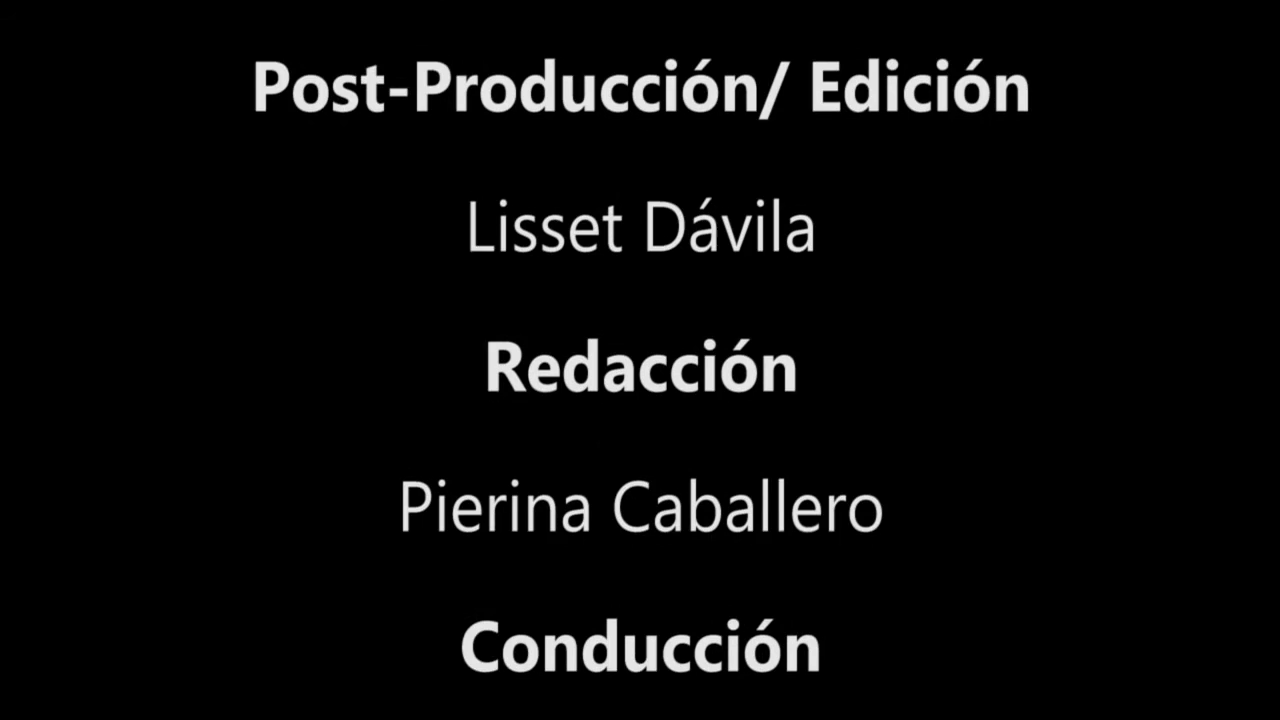 Post-Producción/ Edición
Lisset Dávila
Redacción
Pierina Caballero
Conducción